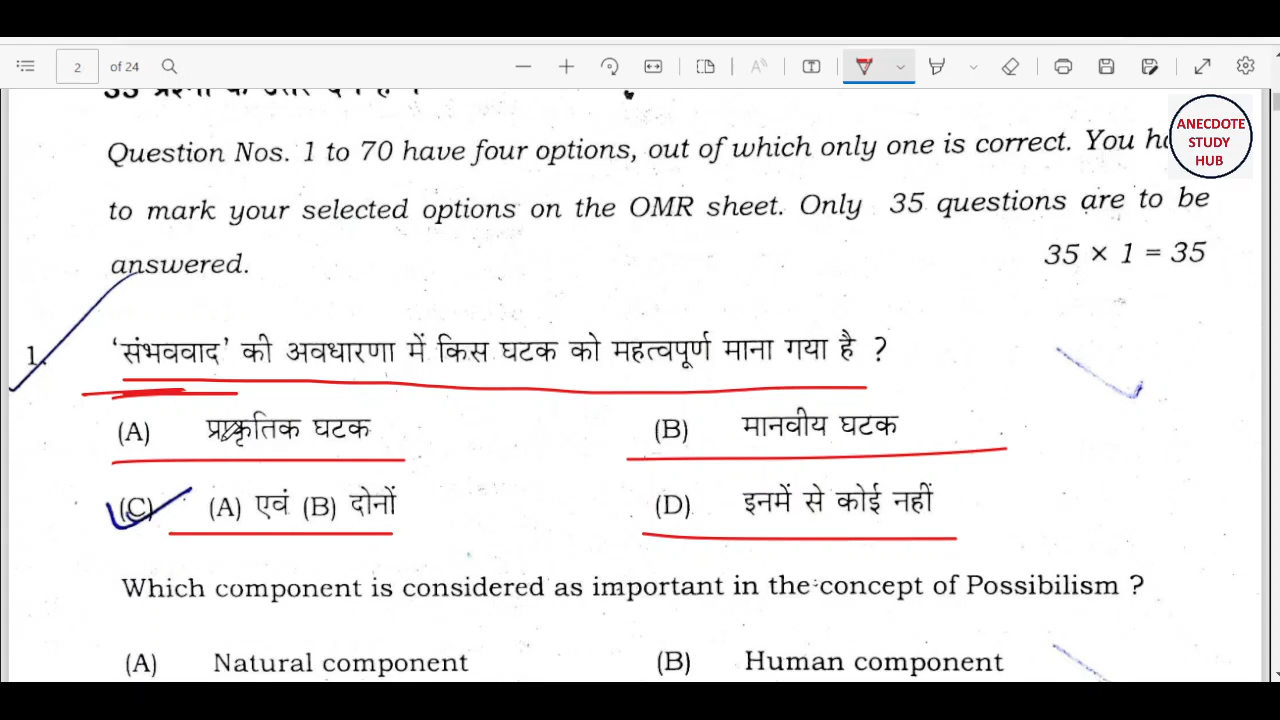 2 of 24
ANECDOTE
STUDY
HUB
Question Nos. 1 to 70 have four options, out of which only one is correct. You
to mark your selected options on the OMR sheet. Only 35 questions are to be
answered. 35 × 1 = 35
1. 'संभववाद' की अवधारणा में किस घटक को महत्वपूर्ण माना गया है ?
(A) प्राकृतिक घटक (B) मानवीय घटक
(C) (A) एवं (B) दोनों (D) इनमें से कोई नहीं
Which component is considered as important in the concept of Possibilism ?
(A) Natural component (B) Human component